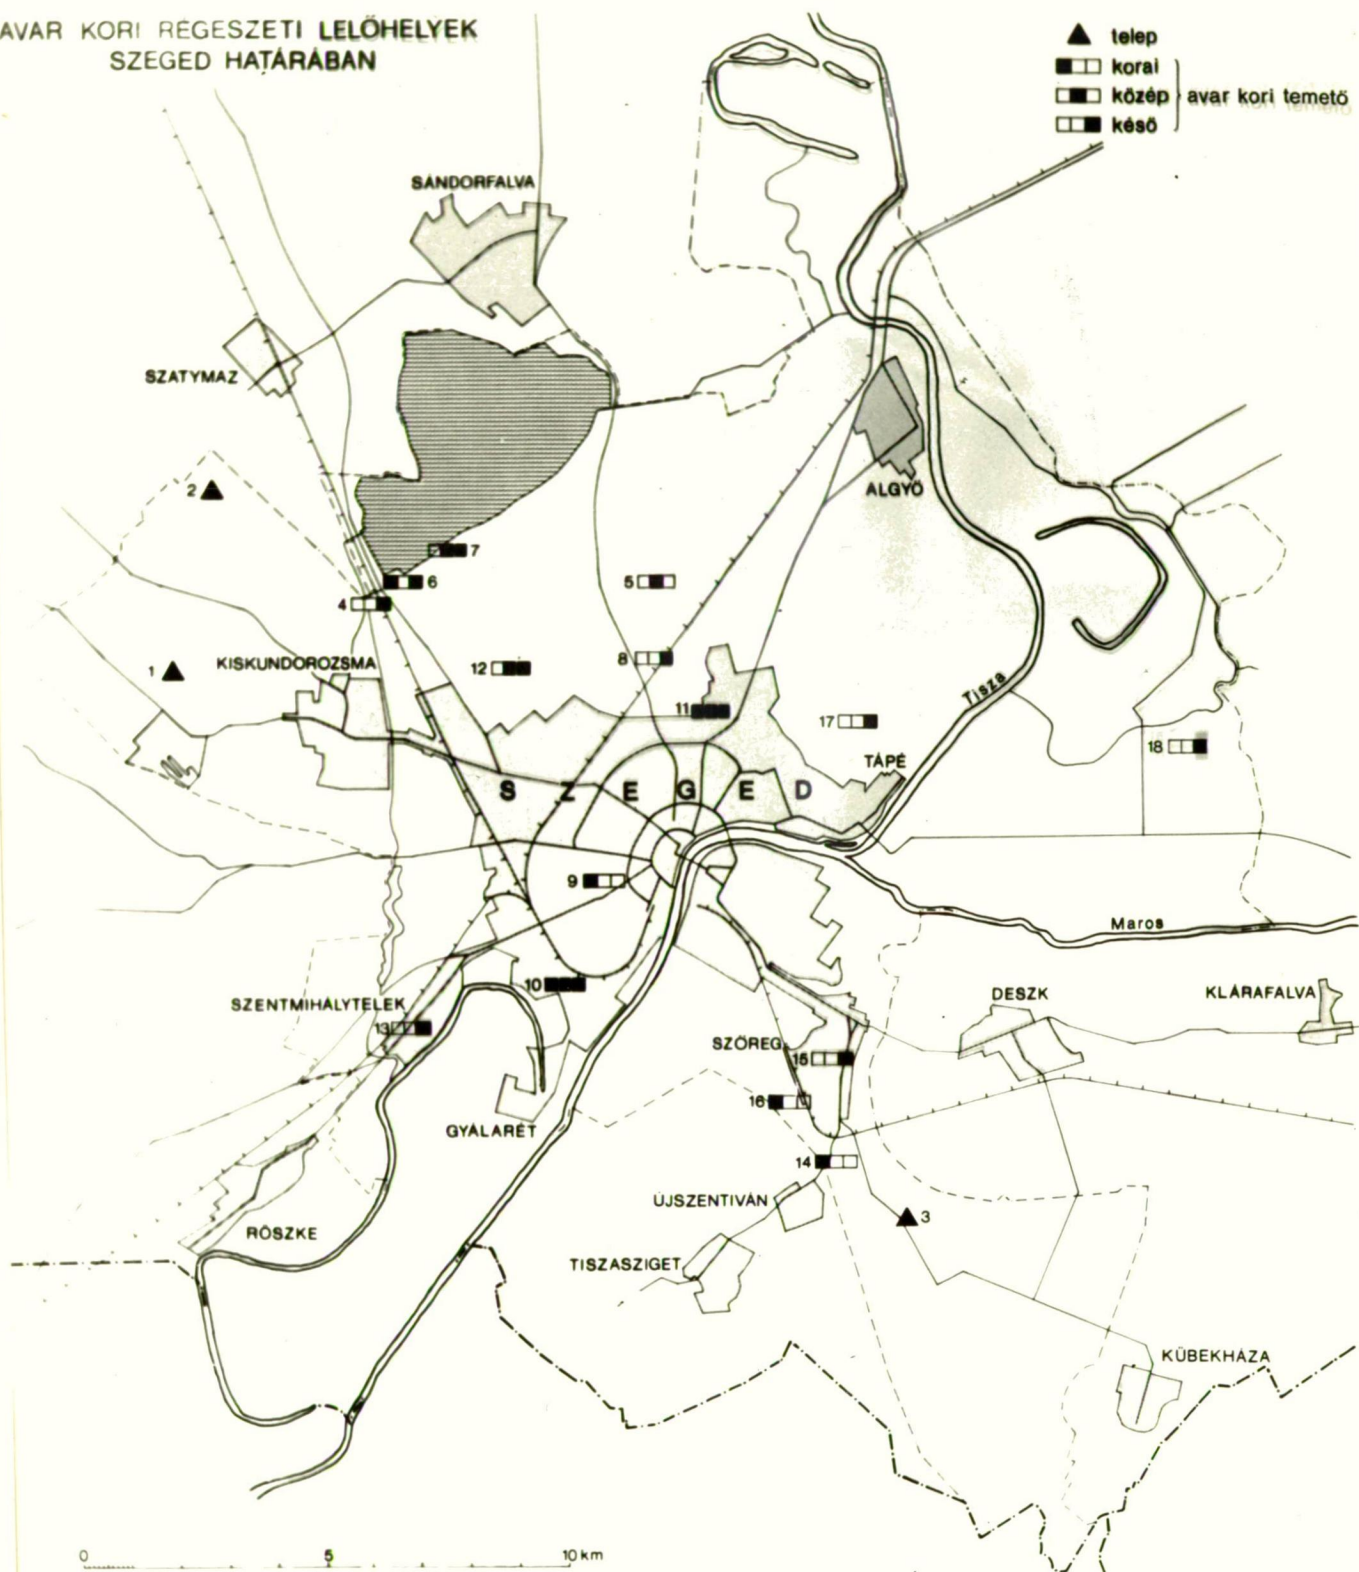 AVAR KORI RÉGÉSZETI LELŐHELYEK
SZEGED HATÁRÁBAN
telep
korai
közép
késő
avar kori temető
SÁNDORFALVA
SZATYMAZ
ALGYŐ
2
7
6
5
4
1
KISKUNDOROZSMA
12
8
11
17
Tisza
18
TÁPÉ
S Z E G E D
9
Maros
10
SZENTMIHÁLYTELEK
13
DESZK
KLÁRAFALVA
SZŐREG
15
16
GYÁLARÉT
14
ÚJSZENTIVÁN
3
RÖSZKE
TISZASZIGET
KÜBEKHÁZA
0 5 10 km